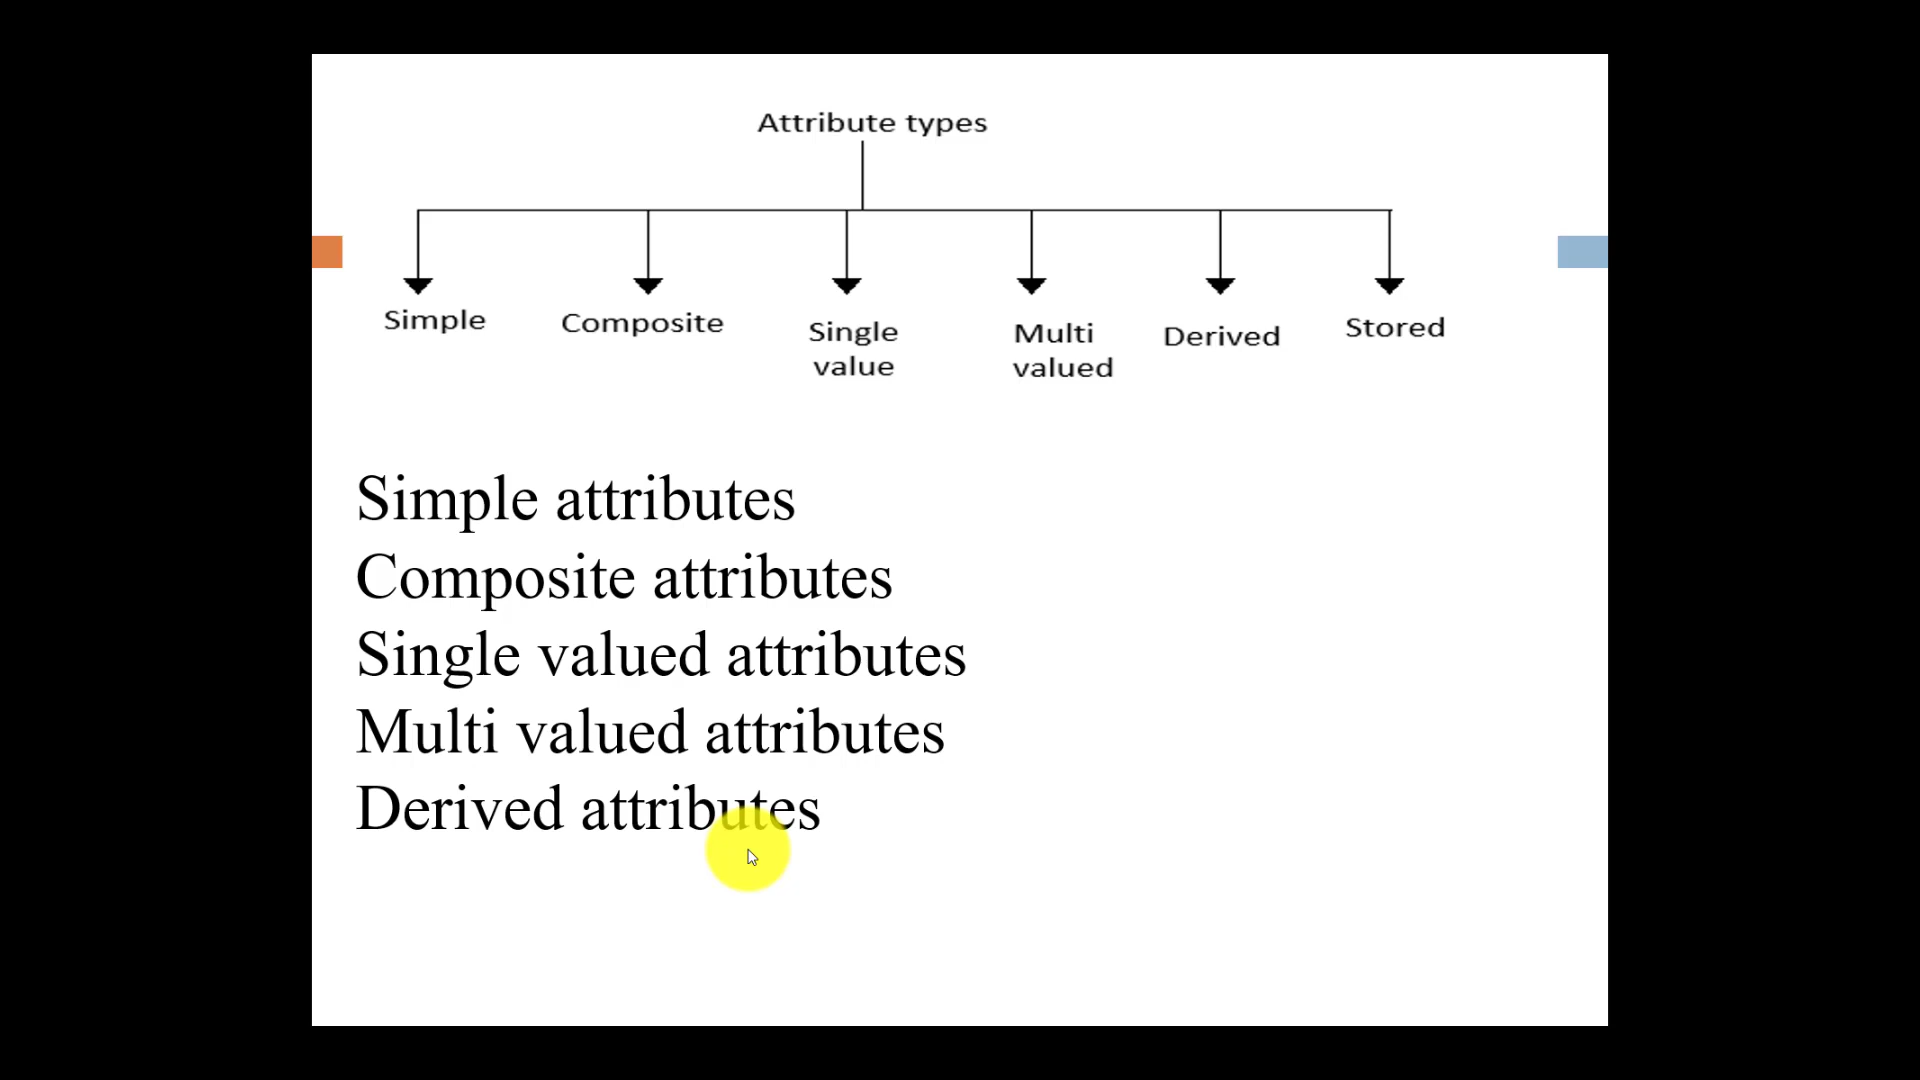 Attribute types
Simple
Composite
Single
value
Multi
valued
Derived
Stored
Simple attributes
Composite attributes
Single valued attributes
Multi valued attributes
Derived attributes